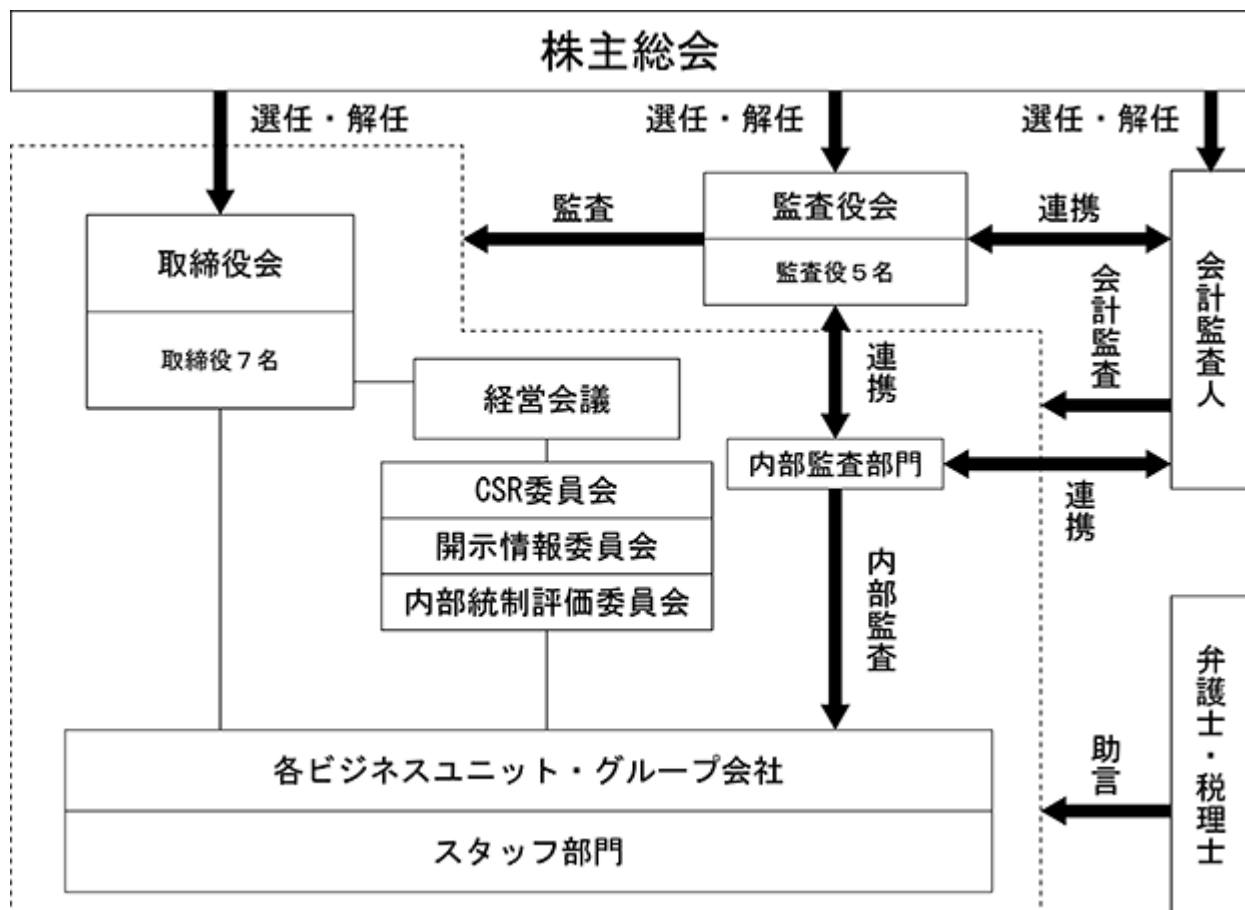 株主総会
選任・解任
選任・解任
選任・解任
監査役会
監査役５名
監査
連携
会計監査人
会計監査
取締役会
取締役７名
連携
経営会議
内部監査部門
連携
CSR委員会
開示情報委員会
内部統制評価委員会
内部監査
弁護士・税理士
助言
各ビジネスユニット・グループ会社
スタッフ部門